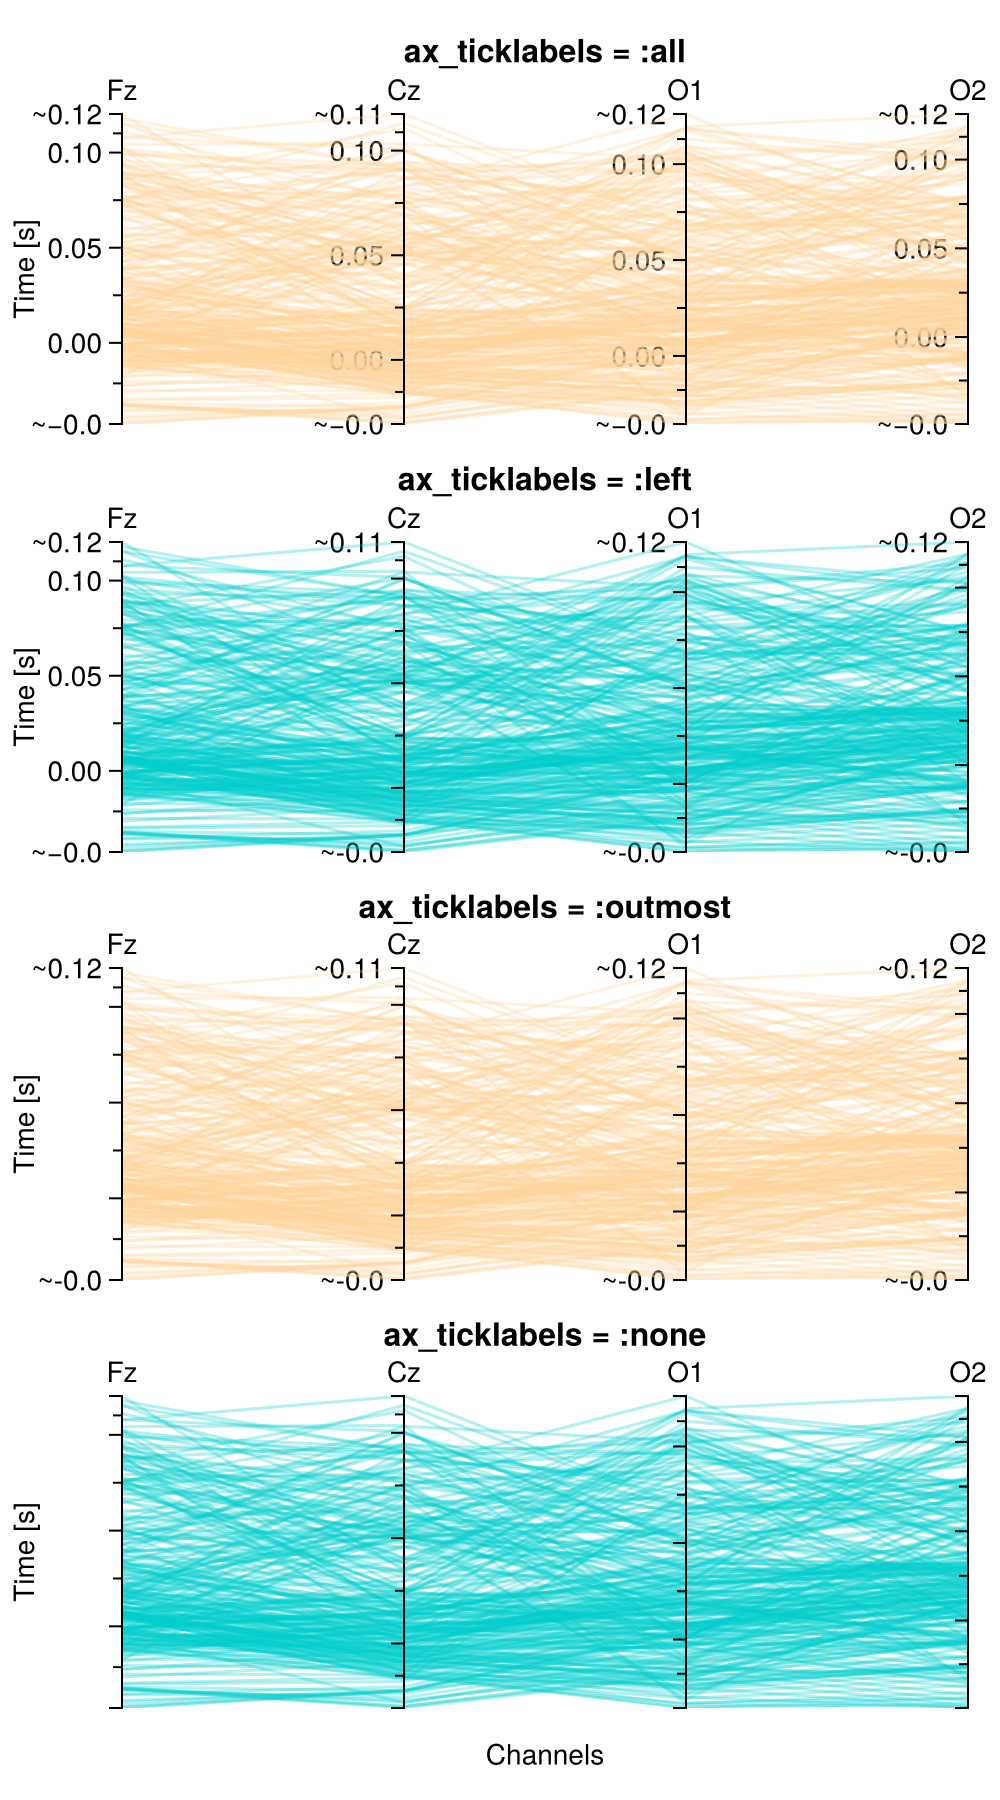 ax_ticklabels = :all
Fz Cz O1 O2
~0.12 ~0.11 ~0.12 ~0.12
0.10 0.10 0.10 0.10
0.05 0.05 0.05 0.05
0.00 0.00 0.00 0.00
~−0.0 ~−0.0 ~−0.0 ~−0.0
Time [s]
ax_ticklabels = :left
Fz Cz O1 O2
~0.12 ~0.11 ~0.12 ~0.12
0.10
0.05
0.00
~−0.0 ~-0.0 ~-0.0 ~-0.0
Time [s]
ax_ticklabels = :outmost
Fz Cz O1 O2
~0.12 ~0.11 ~0.12 ~0.12
~-0.0 ~-0.0 ~-0.0 ~-0.0
Time [s]
ax_ticklabels = :none
Fz Cz O1 O2
Time [s]
Channels